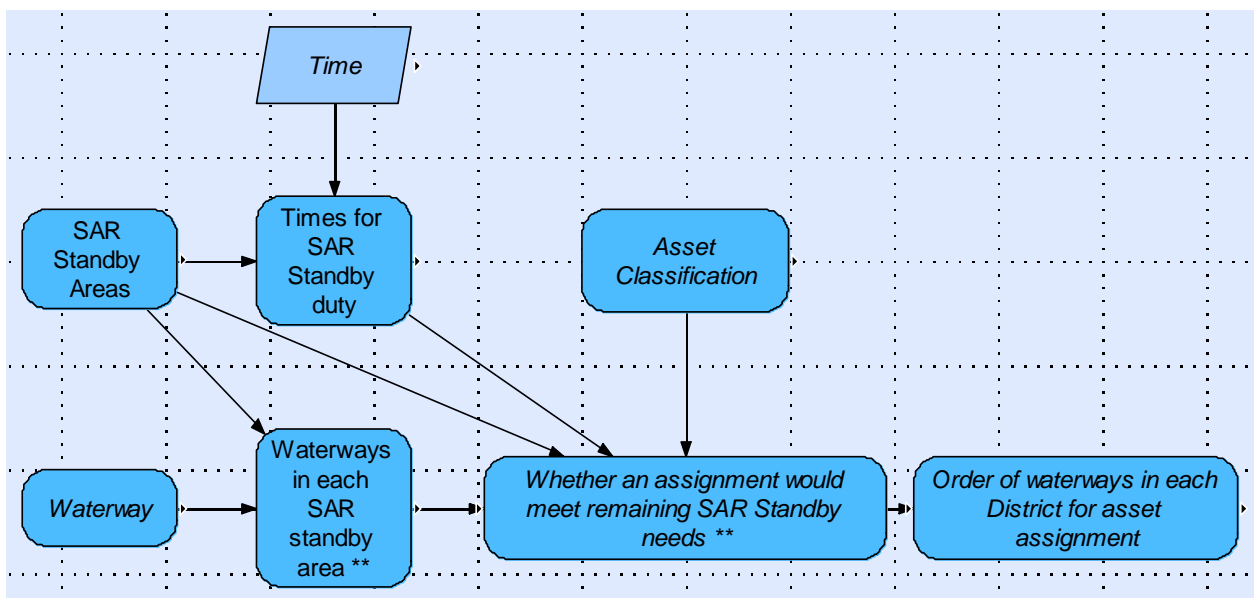 Time
SAR
Standby
Areas
Times for
SAR
Standby
duty
Asset
Classification
Waterway
Waterways
in each
SAR
standby
area **
Whether an assignment would
meet remaining SAR Standby
needs **
Order of waterways in each
District for asset
assignment